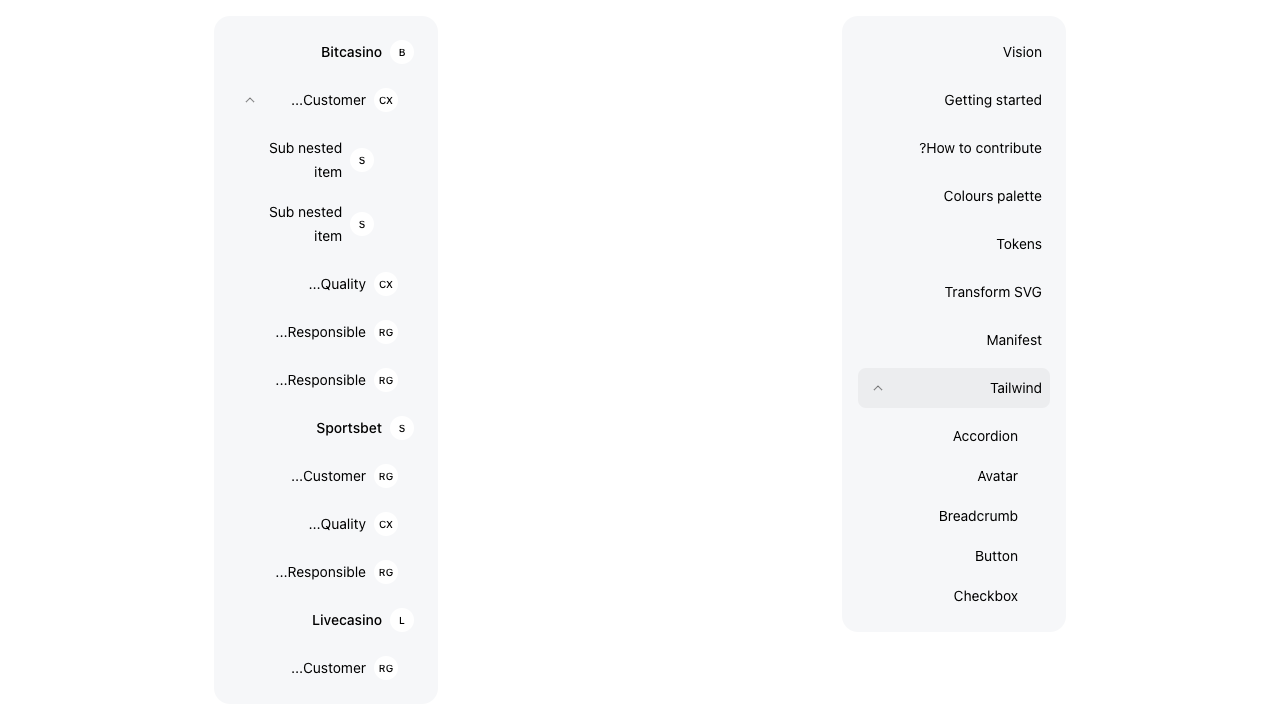 Bitcasino B
...Customer CX
Sub nested
item
S
Sub nested
item
S
...Quality CX
...Responsible RG
...Responsible RG
Sportsbet S
...Customer RG
...Quality CX
...Responsible RG
Livecasino L
...Customer RG
Vision
Getting started
?How to contribute
Colours palette
Tokens
Transform SVG
Manifest
Tailwind
Accordion
Avatar
Breadcrumb
Button
Checkbox